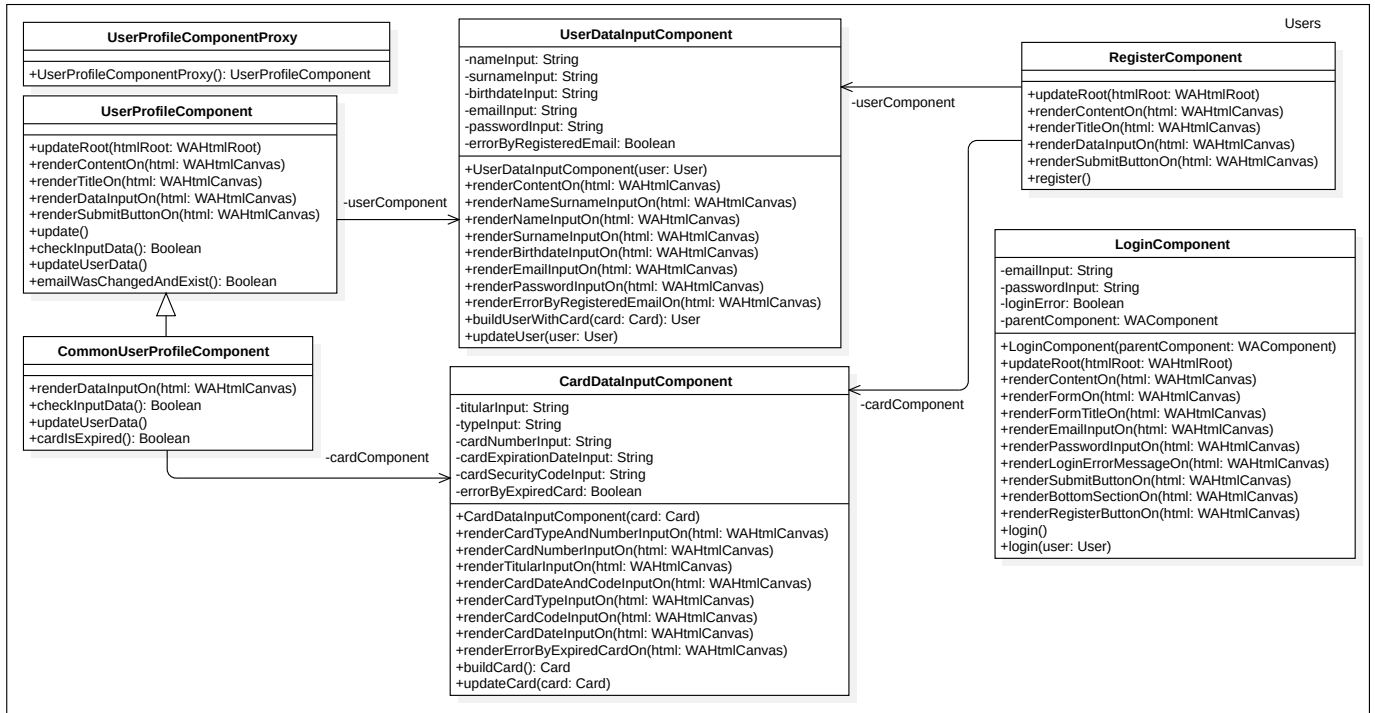 Users
UserProfileComponentProxy
+UserProfileComponentProxy(): UserProfileComponent
UserProfileComponent
+updateRoot(htmlRoot: WAHtmlRoot)
+renderContentOn(html: WAHtmlCanvas)
+renderTitleOn(html: WAHtmlCanvas)
+renderDataInputOn(html: WAHtmlCanvas)
+renderSubmitButtonOn(html: WAHtmlCanvas)
+update()
+checkInputData(): Boolean
+updateUserData()
+emailWasChangedAndExist(): Boolean
CommonUserProfileComponent
+renderDataInputOn(html: WAHtmlCanvas)
+checkInputData(): Boolean
+updateUserData()
+cardIsExpired(): Boolean
-userComponent
-cardComponent
UserDataInputComponent
-nameInput: String
-surnameInput: String
-birthdateInput: String
-emailInput: String
-passwordInput: String
-errorByRegisteredEmail: Boolean
+UserDataInputComponent(user: User)
+renderContentOn(html: WAHtmlCanvas)
+renderNameSurnameInputOn(html: WAHtmlCanvas)
+renderNameInputOn(html: WAHtmlCanvas)
+renderSurnameInputOn(html: WAHtmlCanvas)
+renderBirthdateInputOn(html: WAHtmlCanvas)
+renderEmailInputOn(html: WAHtmlCanvas)
+renderPasswordInputOn(html: WAHtmlCanvas)
+renderErrorByRegisteredEmailOn(html: WAHtmlCanvas)
+buildUserWithCard(card: Card): User
+updateUser(user: User)
CardDataInputComponent
-titularInput: String
-typeInput: String
-cardNumberInput: String
-cardExpirationDateInput: String
-cardSecurityCodeInput: String
-errorByExpiredCard: Boolean
+CardDataInputComponent(card: Card)
+renderCardTypeAndNumberInputOn(html: WAHtmlCanvas)
+renderCardNumberInputOn(html: WAHtmlCanvas)
+renderTitularInputOn(html: WAHtmlCanvas)
+renderCardDateAndCodeInputOn(html: WAHtmlCanvas)
+renderCardTypeInputOn(html: WAHtmlCanvas)
+renderCardCodeInputOn(html: WAHtmlCanvas)
+renderCardDateInputOn(html: WAHtmlCanvas)
+renderErrorByExpiredCardOn(html: WAHtmlCanvas)
+buildCard(): Card
+updateCard(card: Card)
-userComponent
-cardComponent
RegisterComponent
+updateRoot(htmlRoot: WAHtmlRoot)
+renderContentOn(html: WAHtmlCanvas)
+renderTitleOn(html: WAHtmlCanvas)
+renderDataInputOn(html: WAHtmlCanvas)
+renderSubmitButtonOn(html: WAHtmlCanvas)
+register()
LoginComponent
-emailInput: String
-passwordInput: String
-loginError: Boolean
-parentComponent: WAComponent
+LoginComponent(parentComponent: WAComponent)
+updateRoot(htmlRoot: WAHtmlRoot)
+renderContentOn(html: WAHtmlCanvas)
+renderFormOn(html: WAHtmlCanvas)
+renderFormTitleOn(html: WAHtmlCanvas)
+renderEmailInputOn(html: WAHtmlCanvas)
+renderPasswordInputOn(html: WAHtmlCanvas)
+renderLoginErrorMessageOn(html: WAHtmlCanvas)
+renderSubmitButtonOn(html: WAHtmlCanvas)
+renderBottomSectionOn(html: WAHtmlCanvas)
+renderRegisterButtonOn(html: WAHtmlCanvas)
+login()
+login(user: User)